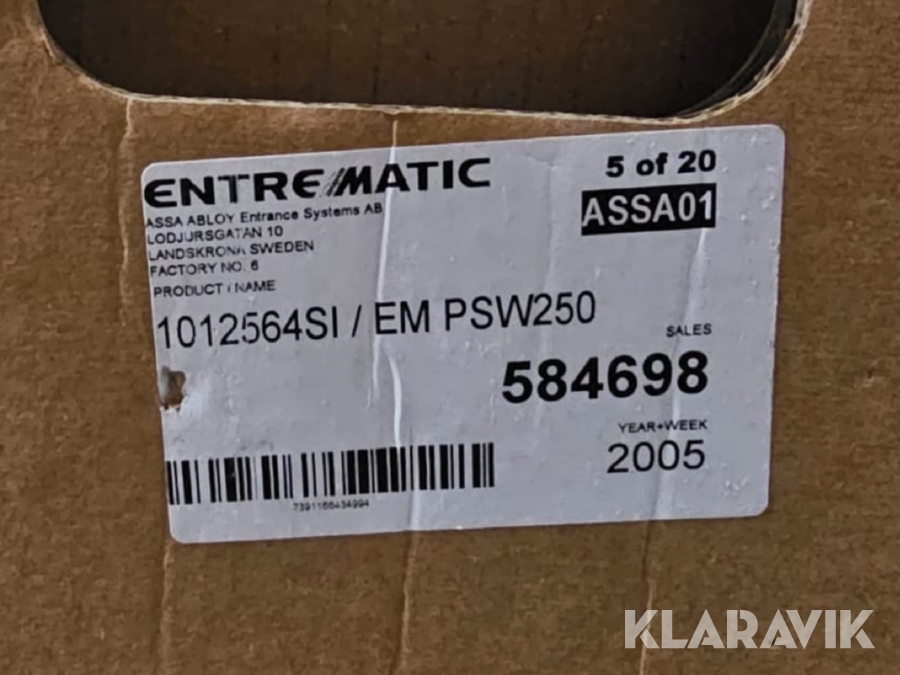 ENTREMATIC
5 of 20
ASSA01
ASSA ABLOY Entrance Systems AB
LODJURSGATAN 10
LANDSKRONA SWEDEN
FACTORY NO. 6
PRODUCT / NAME
1012564SI / EM PSW250
SALES
584698
YEAR+WEEK
2005
7391166434994
KLARAVIK